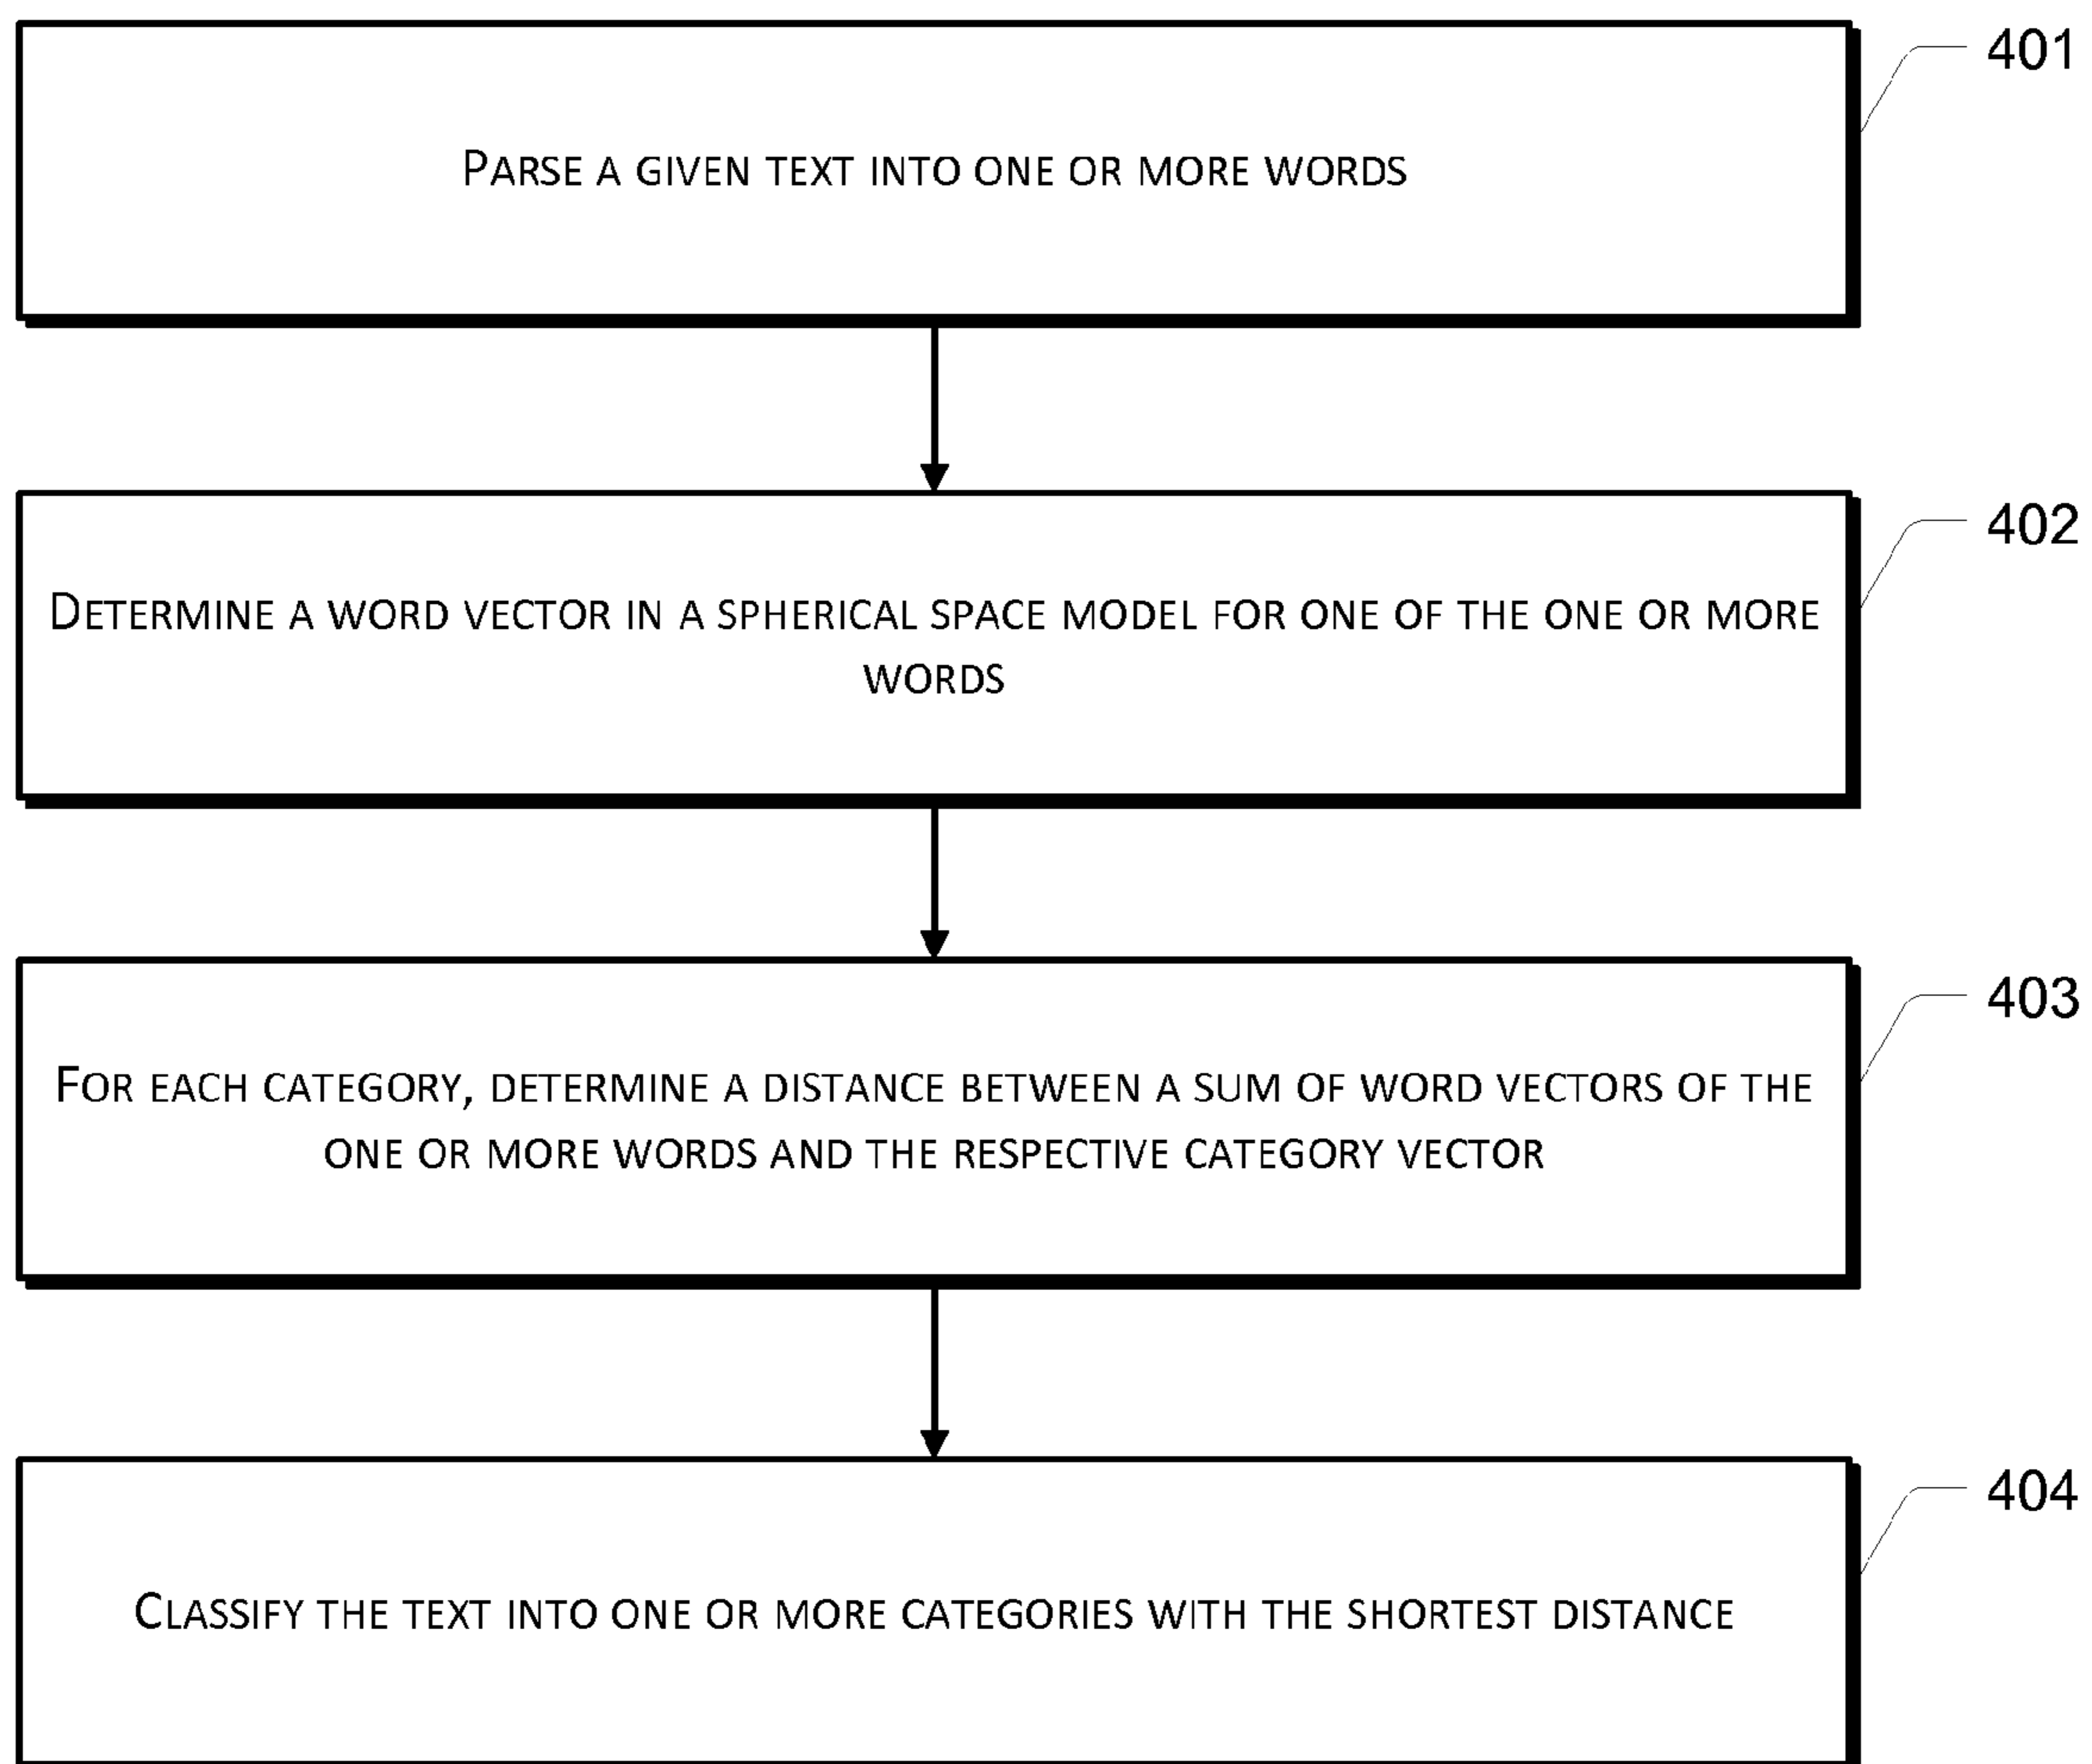 PARSE A GIVEN TEXT INTO ONE OR MORE WORDS
401
DETERMINE A WORD VECTOR IN A SPHERICAL SPACE MODEL FOR ONE OF THE ONE OR MORE
WORDS
402
FOR EACH CATEGORY, DETERMINE A DISTANCE BETWEEN A SUM OF WORD VECTORS OF THE
ONE OR MORE WORDS AND THE RESPECTIVE CATEGORY VECTOR
403
CLASSIFY THE TEXT INTO ONE OR MORE CATEGORIES WITH THE SHORTEST DISTANCE
404